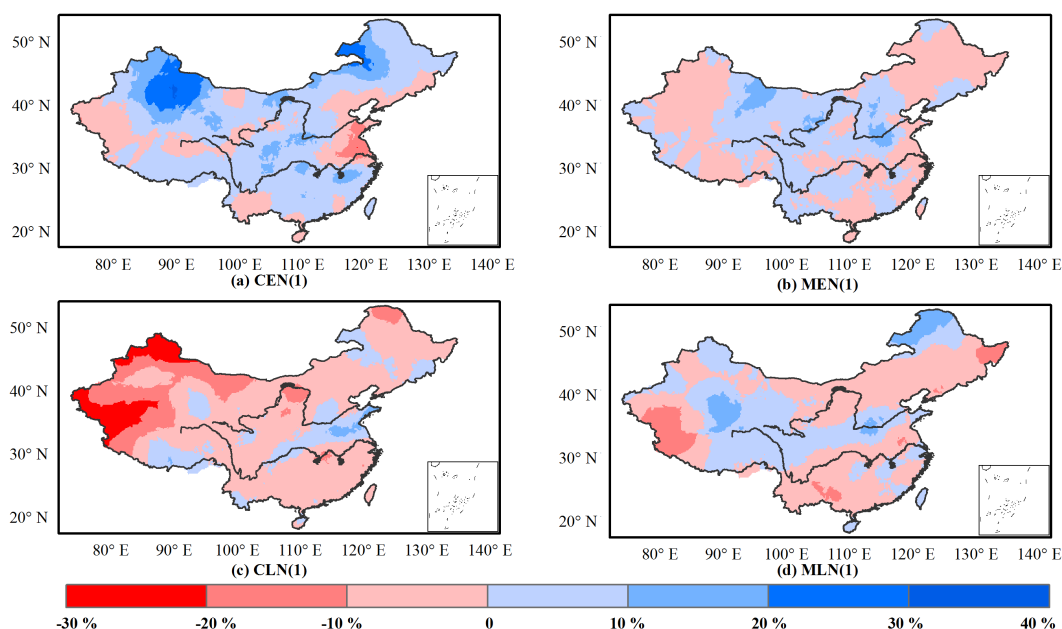 50° N
40° N
30° N
20° N
80° E 90° E 100° E 110° E 120° E 130° E 140° E
(a) CEN(1)
50° N
40° N
30° N
20° N
80° E 90° E 100° E 110° E 120° E 130° E 140° E
(b) MEN(1)
50° N
40° N
30° N
20° N
80° E 90° E 100° E 110° E 120° E 130° E 140° E
(c) CLN(1)
50° N
40° N
30° N
20° N
80° E 90° E 100° E 110° E 120° E 130° E 140° E
(d) MLN(1)
-30 % -20 % -10% 0 10 % 20 % 30 % 40 %